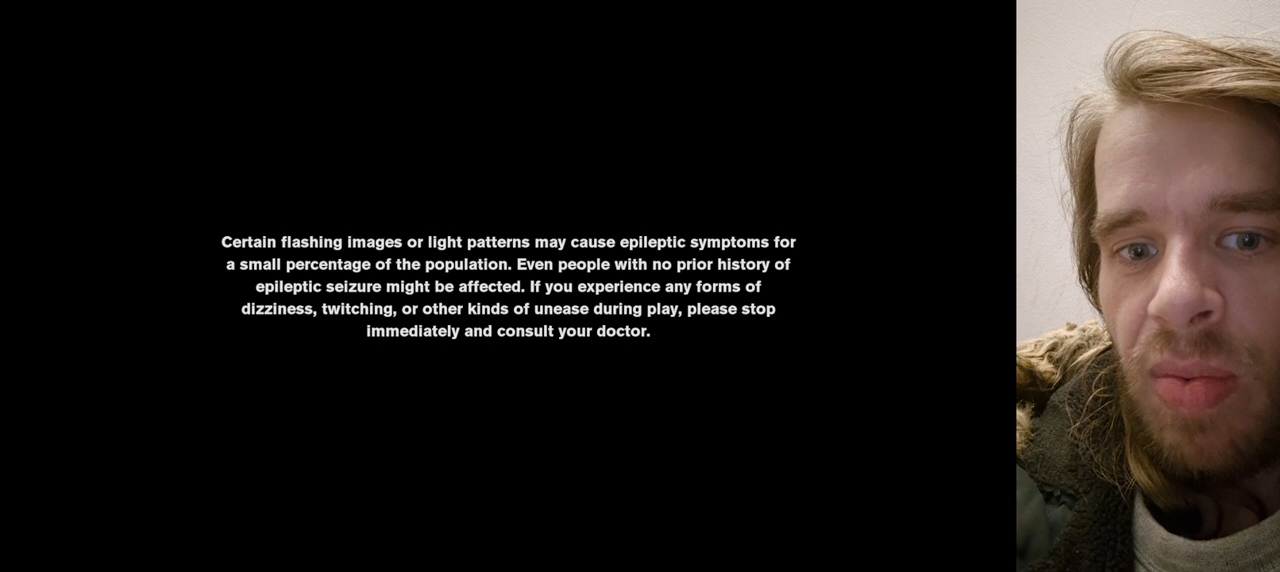 Certain flashing images or light patterns may cause epileptic symptoms for
a small percentage of the population. Even people with no prior history of
epileptic seizure might be affected. If you experience any forms of
dizziness, twitching, or other kinds of unease during play, please stop
immediately and consult your doctor.